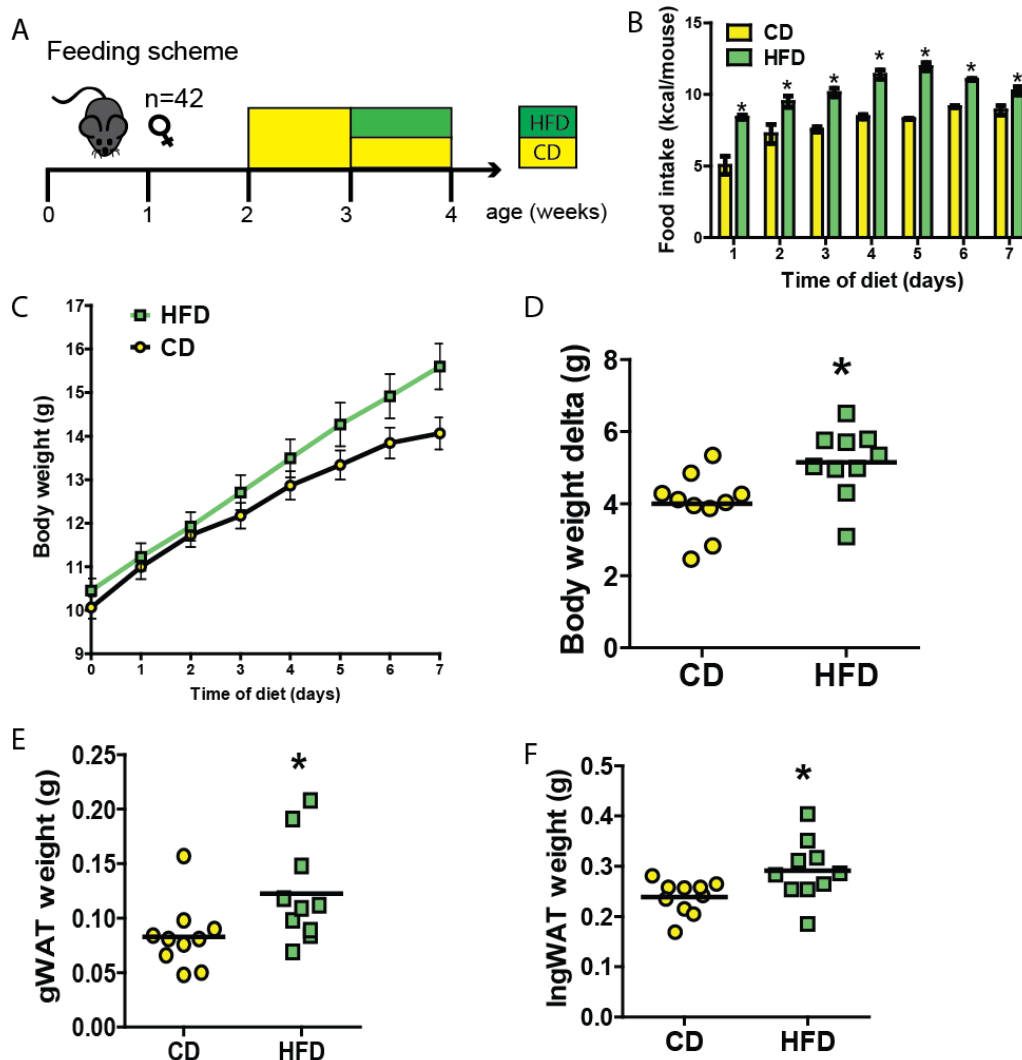 A
Feeding scheme
n=42
HFD
CD
0
1
2
3
4
age (weeks)
B
CD
HFD
Food intake (kcal/mouse)
15
10
5
0
* * * * * * *
1 2 3 4 5 6 7
Time of diet (days)
C
HFD
CD
Body weight (g)
17
16
15
14
13
12
11
10
9
0 1 2 3 4 5 6 7
Time of diet (days)
D
Body weight delta (g)
8
6
4
2
0
*
CD HFD
E
gWAT weight (g)
0.25
0.20
0.15
0.10
0.05
0.00
*
CD HFD
F
IngWAT weight (g)
0.5
0.4
0.3
0.2
0.1
0.0
*
CD HFD